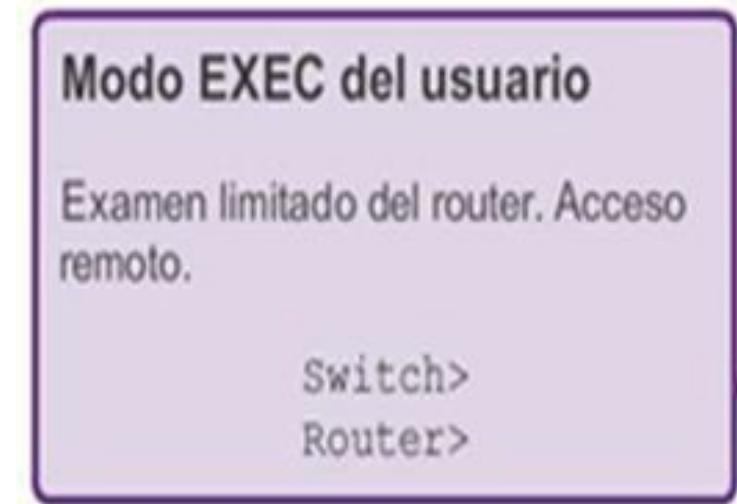 Modo EXEC del usuario
Examen limitado del router. Acceso
remoto.
Switch>
Router>